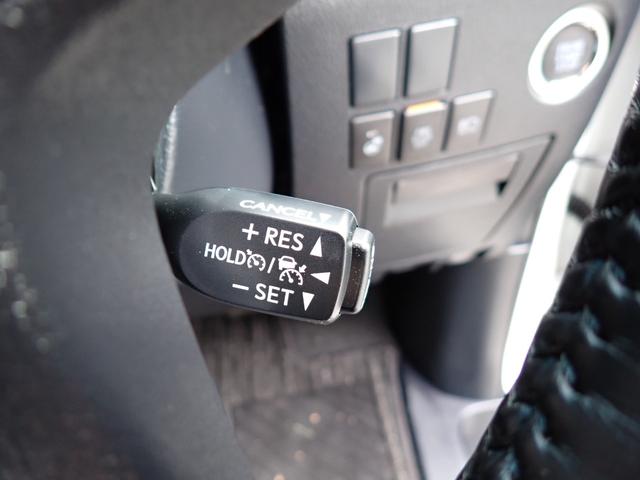 CANCEL▼
+ RES ▲
HOLD / ◀
− SET ▼